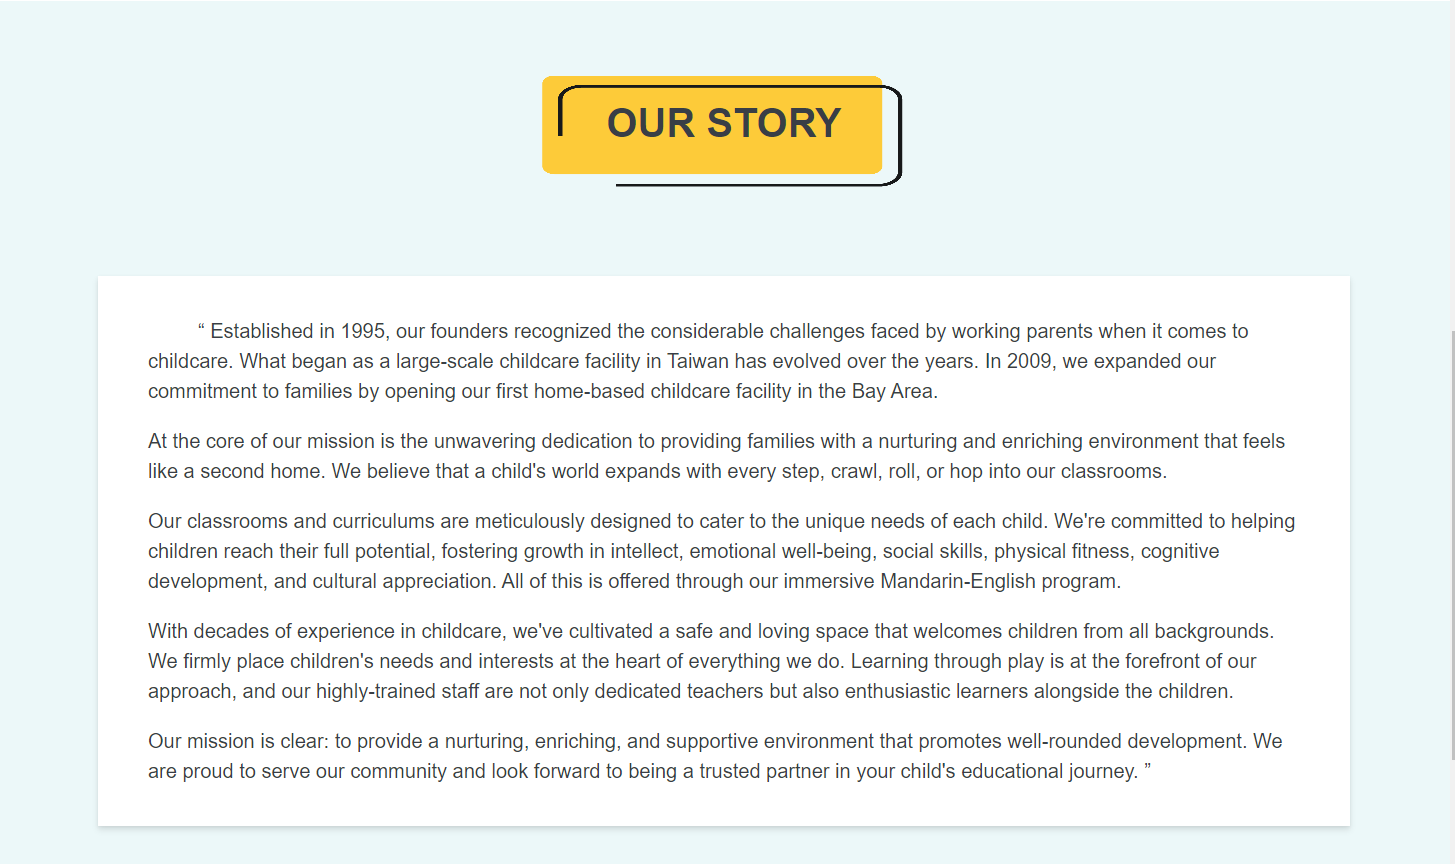 OUR STORY
“ Established in 1995, our founders recognized the considerable challenges faced by working parents when it comes to
childcare. What began as a large-scale childcare facility in Taiwan has evolved over the years. In 2009, we expanded our
commitment to families by opening our first home-based childcare facility in the Bay Area.
At the core of our mission is the unwavering dedication to providing families with a nurturing and enriching environment that feels
like a second home. We believe that a child's world expands with every step, crawl, roll, or hop into our classrooms.
Our classrooms and curriculums are meticulously designed to cater to the unique needs of each child. We're committed to helping
children reach their full potential, fostering growth in intellect, emotional well-being, social skills, physical fitness, cognitive
development, and cultural appreciation. All of this is offered through our immersive Mandarin-English program.
With decades of experience in childcare, we've cultivated a safe and loving space that welcomes children from all backgrounds.
We firmly place children's needs and interests at the heart of everything we do. Learning through play is at the forefront of our
approach, and our highly-trained staff are not only dedicated teachers but also enthusiastic learners alongside the children.
Our mission is clear: to provide a nurturing, enriching, and supportive environment that promotes well-rounded development. We
are proud to serve our community and look forward to being a trusted partner in your child's educational journey. ”